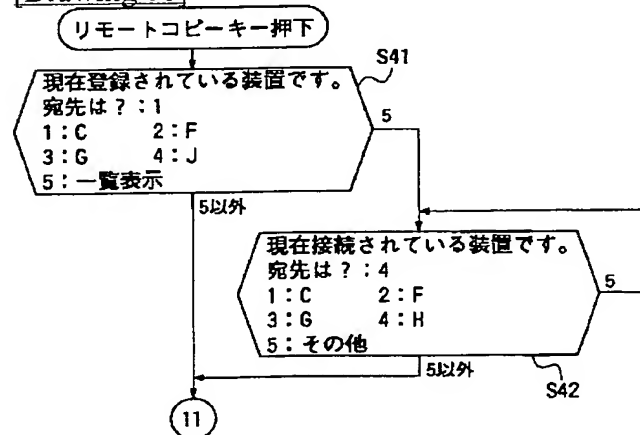 リモートコピーキー押下
S41
現在登録されている装置です。
宛先は？：1
1：C 2：F
3：G 4：J
5：一覧表示
5
5以外
現在接続されている装置です。
宛先は？：4
1：C 2：F
3：G 4：H
5：その他
5
5以外
S42
11